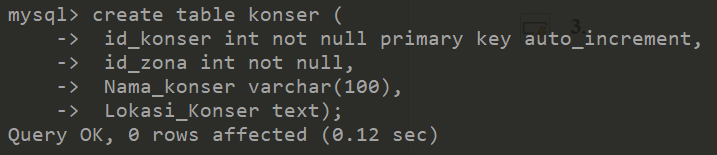 mysql> create table konser (
    ->  id_konser int not null primary key auto_increment,
    ->  id_zona int not null,
    ->  Nama_konser varchar(100),
    ->  Lokasi_Konser text);
Query OK, 0 rows affected (0.12 sec)
3.